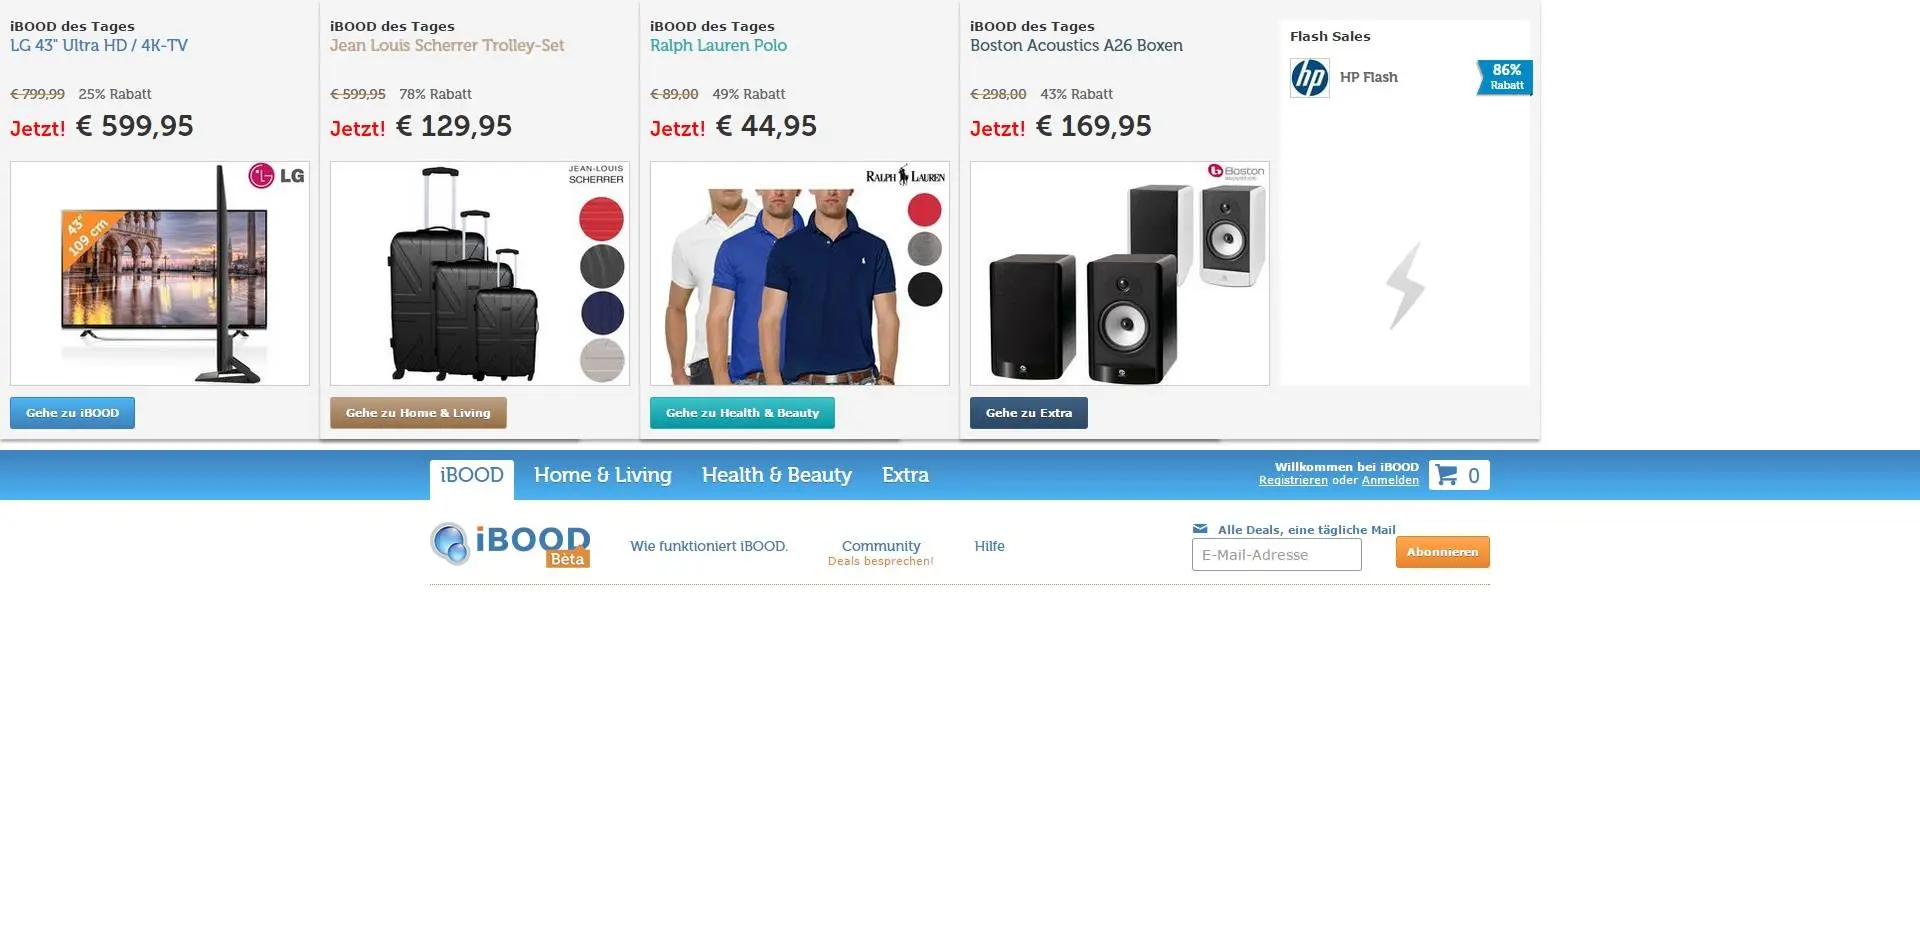 iBOOD des Tages
LG 43" Ultra HD / 4K-TV
€ 799,99 25% Rabatt
Jetzt! € 599,95
LG
43"
109 cm
Gehe zu iBOOD
iBOOD des Tages
Jean Louis Scherrer Trolley-Set
€ 599,95 78% Rabatt
Jetzt! € 129,95
JEAN-LOUIS
SCHERRER
Gehe zu Home & Living
iBOOD des Tages
Ralph Lauren Polo
€ 89,00 49% Rabatt
Jetzt! € 44,95
RALPH LAUREN
Gehe zu Health & Beauty
iBOOD des Tages
Boston Acoustics A26 Boxen
€ 298,00 43% Rabatt
Jetzt! € 169,95
Boston
Gehe zu Extra
Flash Sales
hp HP Flash 86%
Rabatt
iBOOD Home & Living Health & Beauty Extra
Willkommen bei iBOOD
Registrieren oder Anmelden
0
iBOOD
Bèta
Wie funktioniert iBOOD.
Community
Deals besprechen!
Hilfe
Alle Deals, eine tägliche Mail
E-Mail-Adresse
Abonnieren